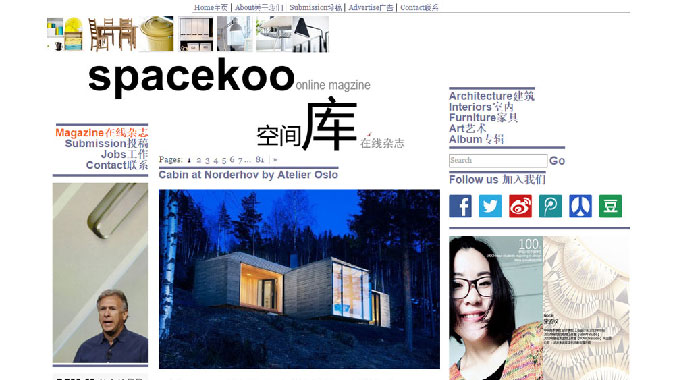 Home主页 | About关于我们 | Submission投稿 | Advertise广告 | Contact联系
spacekoo online magzine
空间库 在线杂志
Magazine在线杂志
Submission投稿
Jobs工作
Contact联系
Pages: 1 2 3 4 5 6 7 ... 81 | »
Cabin at Norderhov by Atelier Oslo
Architecture建筑
Interiors室内
Furniture家具
Art艺术
Album专辑
Search Go
Follow us 加入我们
豆
100